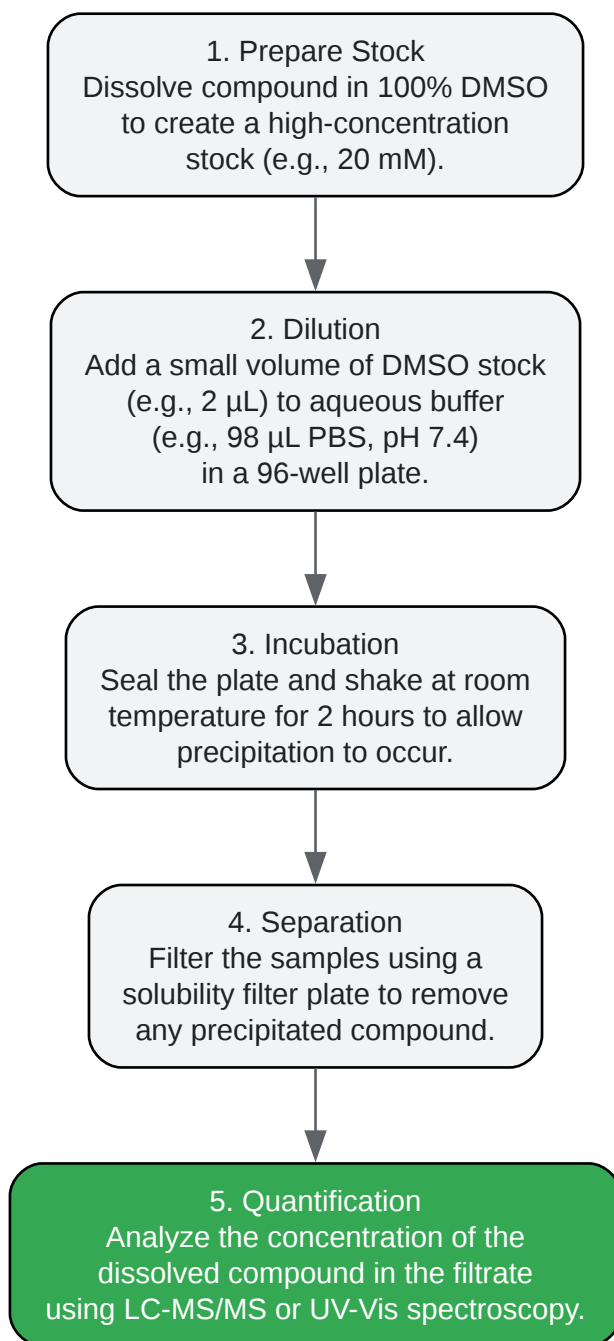 1. Prepare Stock
Dissolve compound in 100% DMSO
to create a high-concentration
stock (e.g., 20 mM).
2. Dilution
Add a small volume of DMSO stock
(e.g., 2 µL) to aqueous buffer
(e.g., 98 µL PBS, pH 7.4)
in a 96-well plate.
3. Incubation
Seal the plate and shake at room
temperature for 2 hours to allow
precipitation to occur.
4. Separation
Filter the samples using a
solubility filter plate to remove
any precipitated compound.
5. Quantification
Analyze the concentration of the
dissolved compound in the filtrate
using LC-MS/MS or UV-Vis spectroscopy.